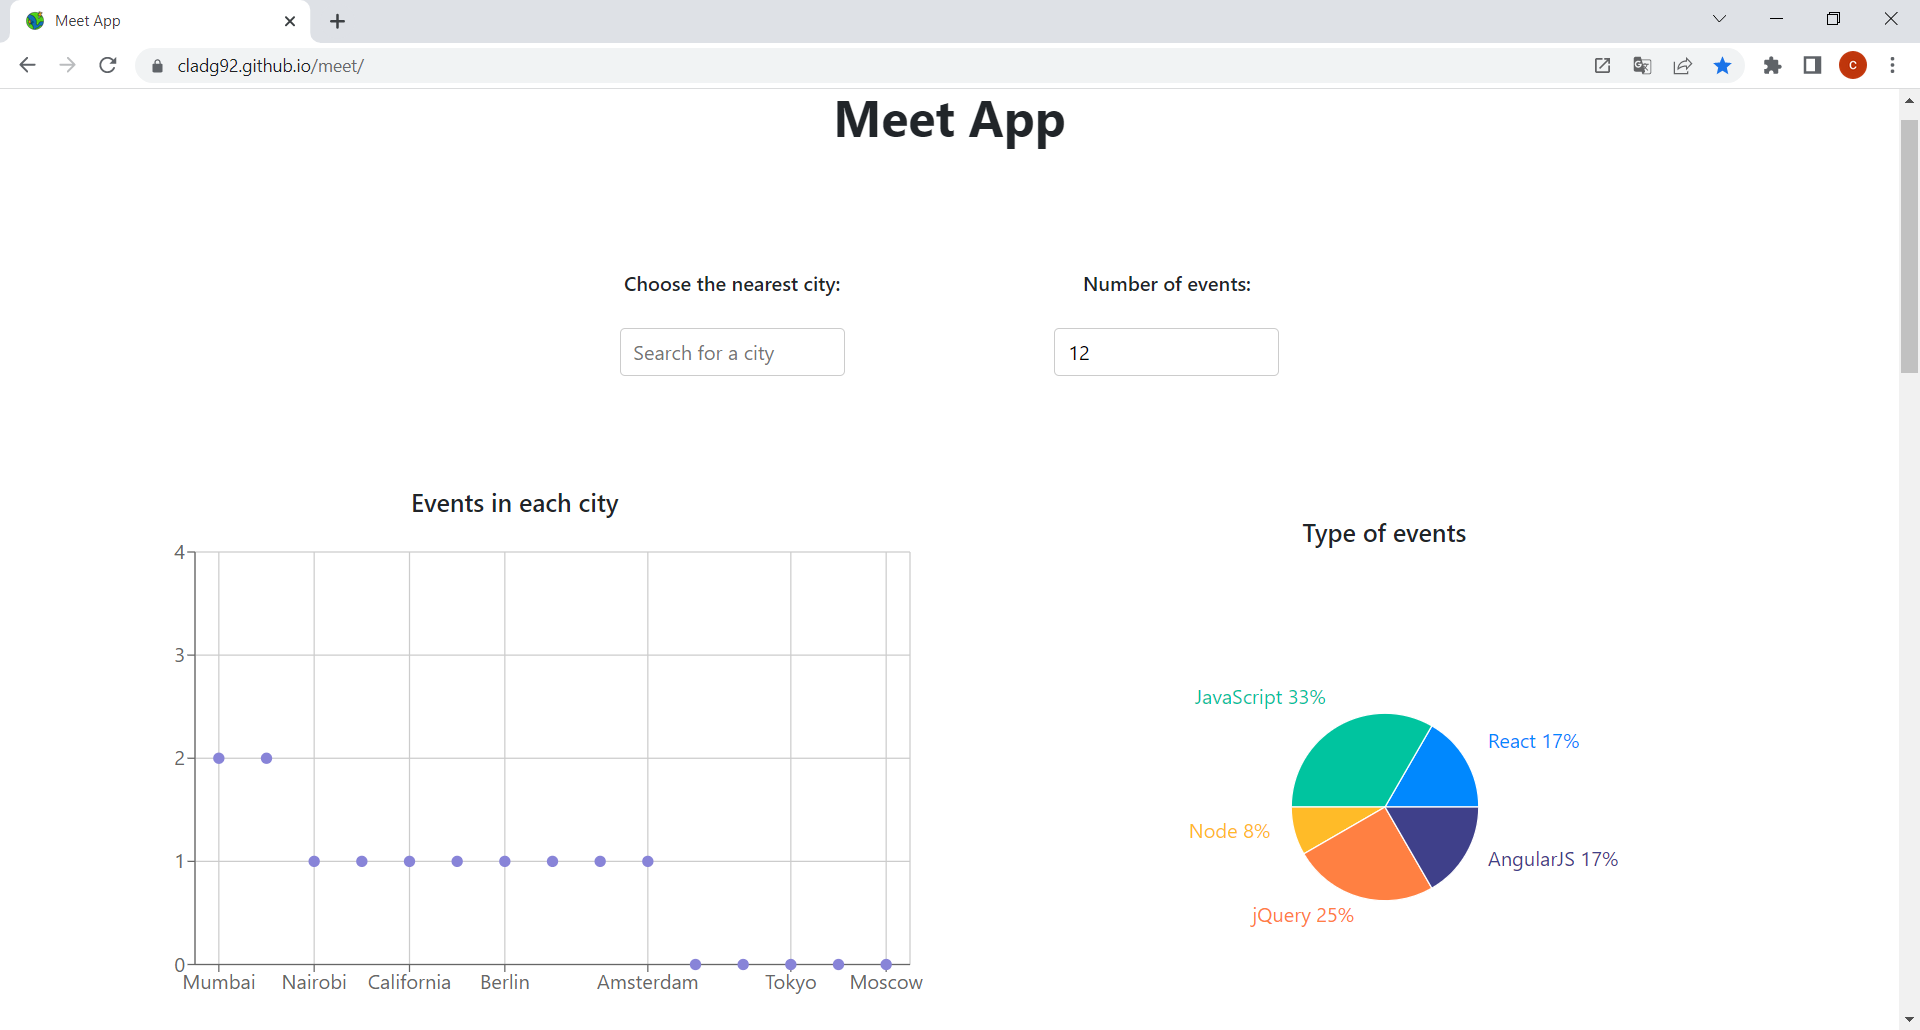 Meet App
cladg92.github.io/meet/
C
Meet App
Choose the nearest city:
Number of events:
Search for a city
12
Events in each city
4
3
2
1
0
Mumbai Nairobi California Berlin Amsterdam Tokyo Moscow
Type of events
JavaScript 33%
React 17%
Node 8%
AngularJS 17%
jQuery 25%